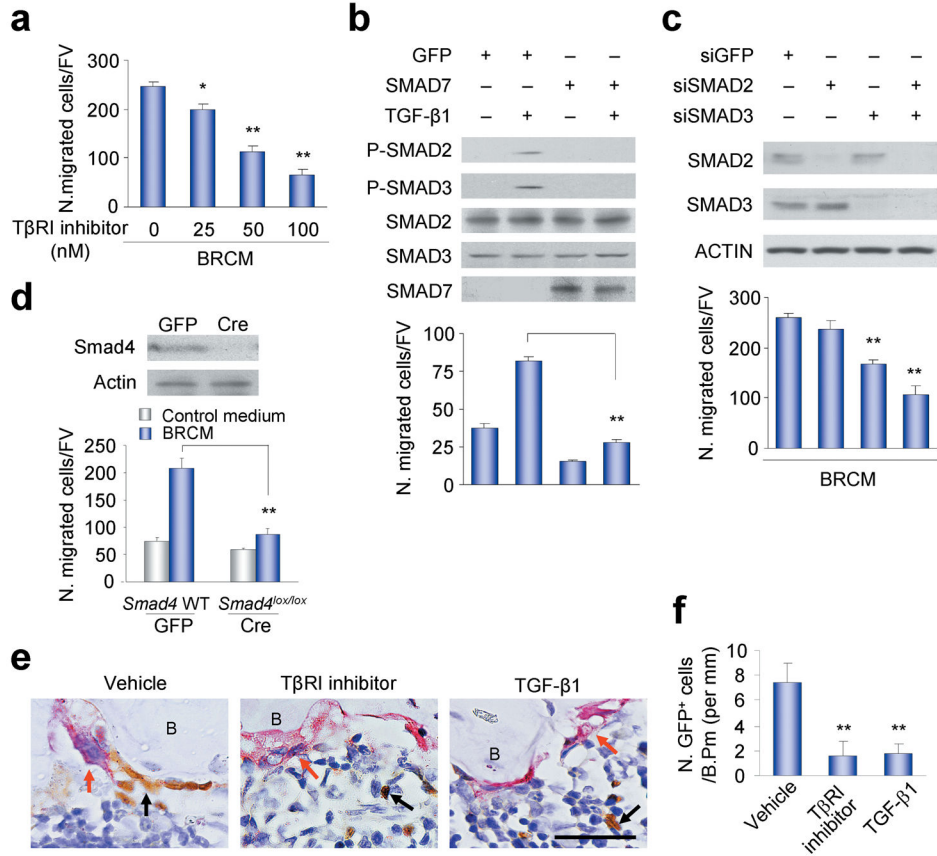 a
N.migrated cells/FV
300
200
100
0
* ** **
TβRI inhibitor (nM) 0 25 50 100
BRCM
b
GFP + + – –
SMAD7 – – + +
TGF-β1 – + – +
P-SMAD2
P-SMAD3
SMAD2
SMAD3
SMAD7
N. migrated cells/FV
100
75
50
25
0
**
c
siGFP + – – –
siSMAD2 – + – +
siSMAD3 – – + +
SMAD2
SMAD3
ACTIN
N. migrated cells/FV
300
200
100
0
** **
BRCM
d
GFP Cre
Smad4
Actin
Control medium
BRCM
N. migrated cells/FV
250
200
150
100
50
0
**
Smad4 WT Smad4lox/lox
GFP Cre
e
Vehicle TβRI inhibitor TGF-β1
B B B
f
N. GFP+ cells
/B.Pm (per mm)
10
8
6
4
2
0
** **
Vehicle
TβRI inhibitor
TGF-β1